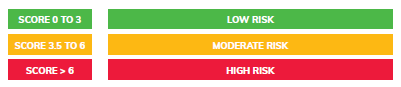 SCORE 0 TO 3 LOW RISK
SCORE 3.5 TO 6 MODERATE RISK
SCORE > 6 HIGH RISK